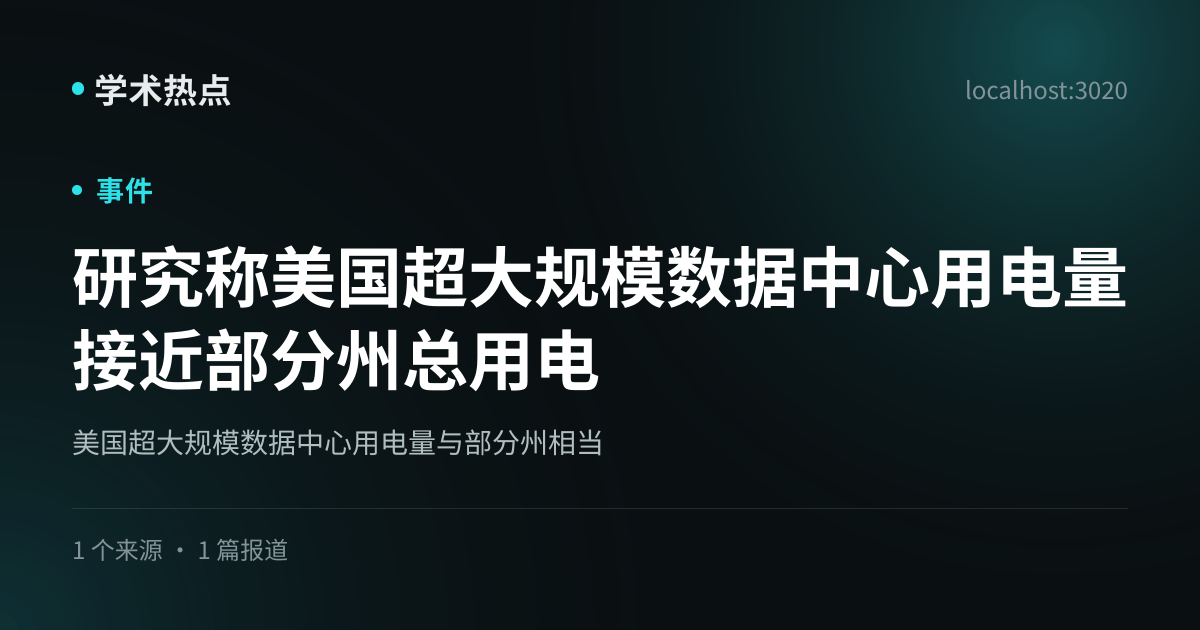 学术热点
localhost:3020
事件
研究称美国超大规模数据中心用电量
接近部分州总用电
美国超大规模数据中心用电量与部分州相当
1 个来源 · 1 篇报道